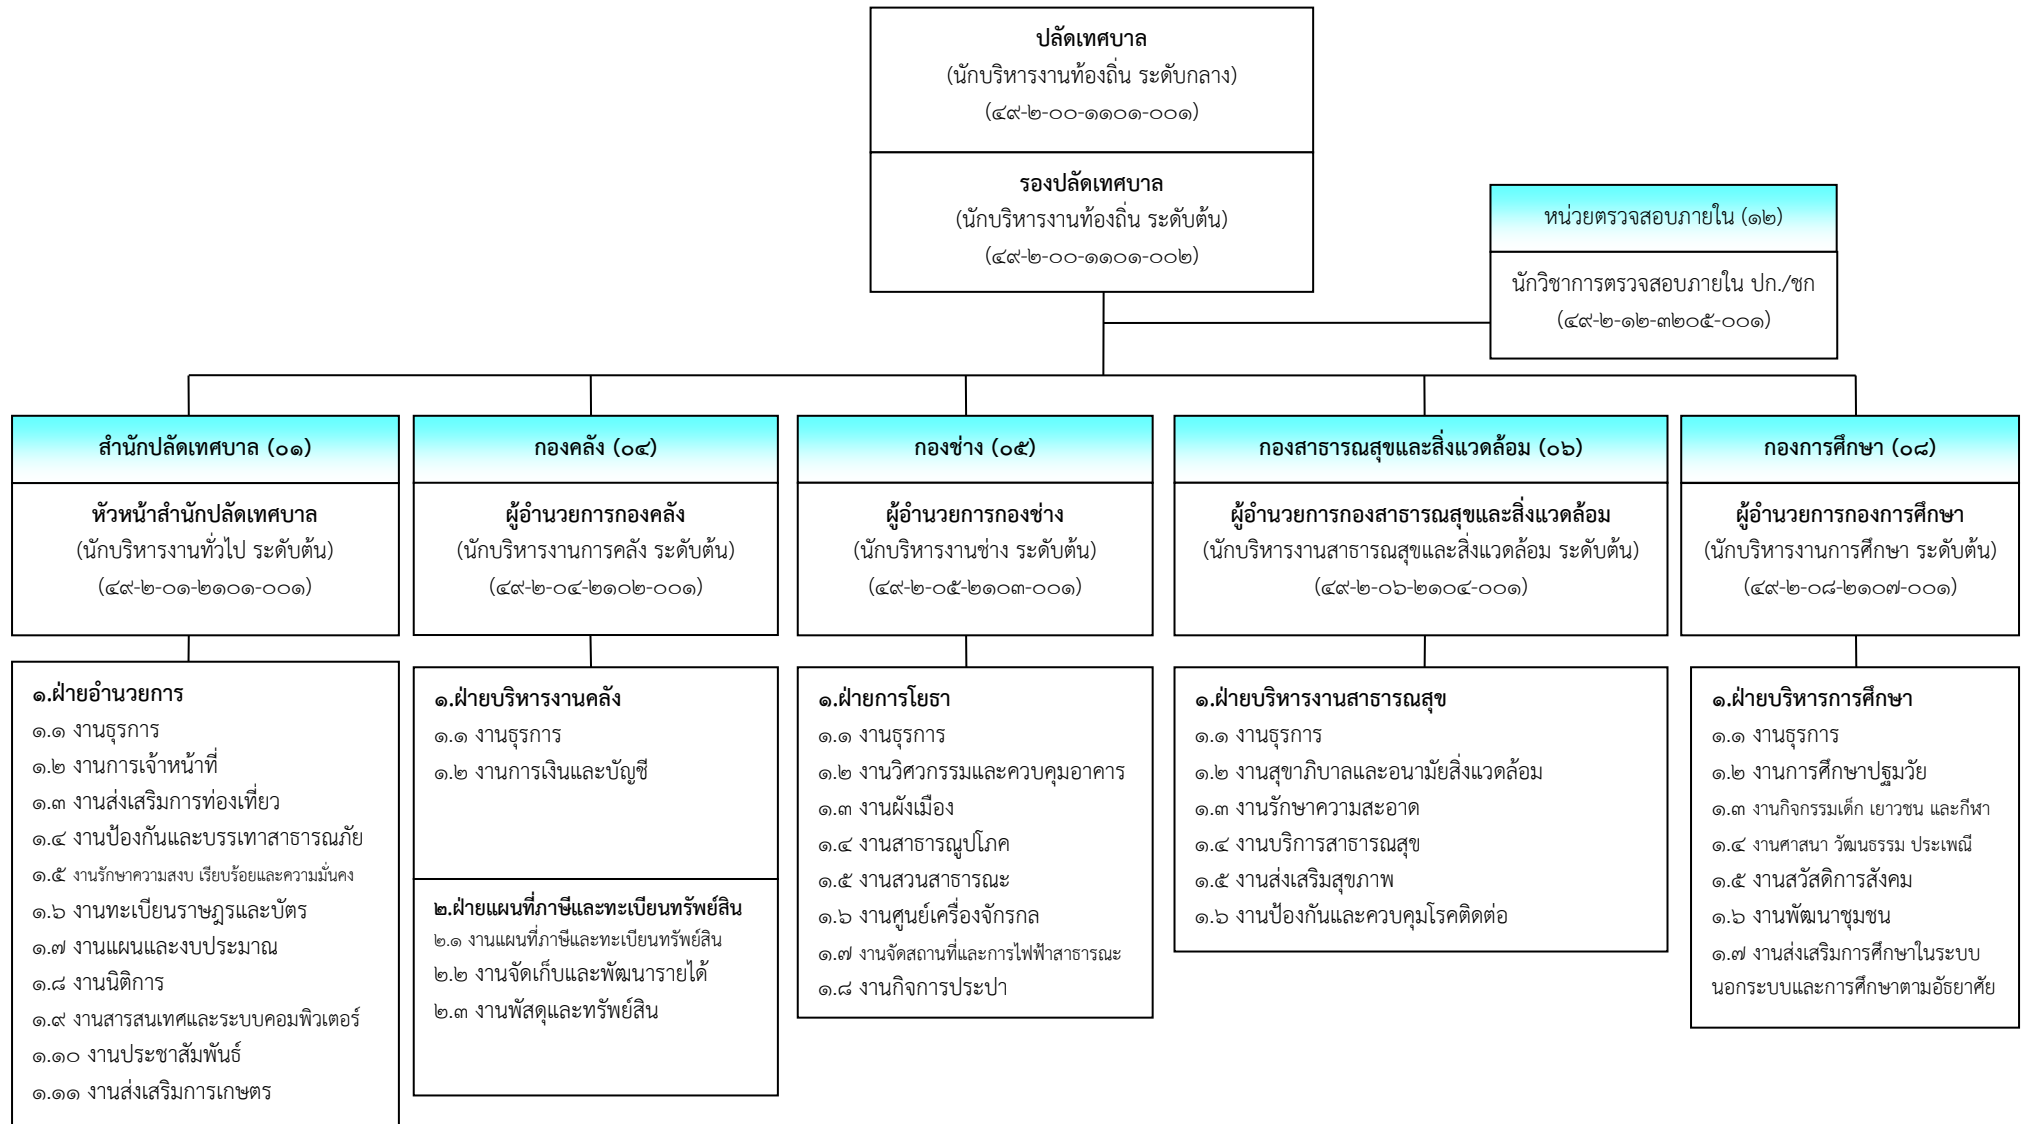 ปลัดเทศบาล
(นักบริหารงานท้องถิ่น ระดับกลาง)
(๔๙-๒-๐๐-๑๑๐๑-๐๐๑)
รองปลัดเทศบาล
(นักบริหารงานท้องถิ่น ระดับต้น)
(๔๙-๒-๐๐-๑๑๐๑-๐๐๒)
หน่วยตรวจสอบภายใน (๑๒)
นักวิชาการตรวจสอบภายใน ปก./ชก
(๔๙-๒-๑๒-๓๒๐๕-๐๐๑)
สำนักปลัดเทศบาล (๐๑)
หัวหน้าสำนักปลัดเทศบาล
(นักบริหารงานทั่วไป ระดับต้น)
(๔๙-๒-๐๑-๒๑๐๑-๐๐๑)
๑.ฝ่ายอำนวยการ
๑.๑ งานธุรการ
๑.๒ งานการเจ้าหน้าที่
๑.๓ งานส่งเสริมการท่องเที่ยว
๑.๔ งานป้องกันและบรรเทาสาธารณภัย
๑.๕ งานรักษาความสงบ เรียบร้อยและความมั่นคง
๑.๖ งานทะเบียนราษฎรและบัตร
๑.๗ งานแผนและงบประมาณ
๑.๘ งานนิติการ
๑.๙ งานสารสนเทศและระบบคอมพิวเตอร์
๑.๑๐ งานประชาสัมพันธ์
๑.๑๑ งานส่งเสริมการเกษตร
กองคลัง (๐๔)
ผู้อำนวยการกองคลัง
(นักบริหารงานการคลัง ระดับต้น)
(๔๙-๒-๐๔-๒๑๐๒-๐๐๑)
๑.ฝ่ายบริหารงานคลัง
๑.๑ งานธุรการ
๑.๒ งานการเงินและบัญชี
๒.ฝ่ายแผนที่ภาษีและทะเบียนทรัพย์สิน
๒.๑ งานแผนที่ภาษีและทะเบียนทรัพย์สิน
๒.๒ งานจัดเก็บและพัฒนารายได้
๒.๓ งานพัสดุและทรัพย์สิน
กองช่าง (๐๕)
ผู้อำนวยการกองช่าง
(นักบริหารงานช่าง ระดับต้น)
(๔๙-๒-๐๕-๒๑๐๓-๐๐๑)
๑.ฝ่ายการโยธา
๑.๑ งานธุรการ
๑.๒ งานวิศวกรรมและควบคุมอาคาร
๑.๓ งานผังเมือง
๑.๔ งานสาธารณูปโภค
๑.๕ งานสวนสาธารณะ
๑.๖ งานศูนย์เครื่องจักรกล
๑.๗ งานจัดสถานที่และการไฟฟ้าสาธารณะ
๑.๘ งานกิจการประปา
กองสาธารณสุขและสิ่งแวดล้อม (๐๖)
ผู้อำนวยการกองสาธารณสุขและสิ่งแวดล้อม
(นักบริหารงานสาธารณสุขและสิ่งแวดล้อม ระดับต้น)
(๔๙-๒-๐๖-๒๑๐๔-๐๐๑)
๑.ฝ่ายบริหารงานสาธารณสุข
๑.๑ งานธุรการ
๑.๒ งานสุขาภิบาลและอนามัยสิ่งแวดล้อม
๑.๓ งานรักษาความสะอาด
๑.๔ งานบริการสาธารณสุข
๑.๕ งานส่งเสริมสุขภาพ
๑.๖ งานป้องกันและควบคุมโรคติดต่อ
กองการศึกษา (๐๘)
ผู้อำนวยการกองการศึกษา
(นักบริหารงานการศึกษา ระดับต้น)
(๔๙-๒-๐๘-๒๑๐๗-๐๐๑)
๑.ฝ่ายบริหารการศึกษา
๑.๑ งานธุรการ
๑.๒ งานการศึกษาปฐมวัย
๑.๓ งานกิจกรรมเด็ก เยาวชน และกีฬา
๑.๔ งานศาสนา วัฒนธรรม ประเพณี
๑.๕ งานสวัสดิการสังคม
๑.๖ งานพัฒนาชุมชน
๑.๗ งานส่งเสริมการศึกษาในระบบ
นอกระบบและการศึกษาตามอัธยาศัย